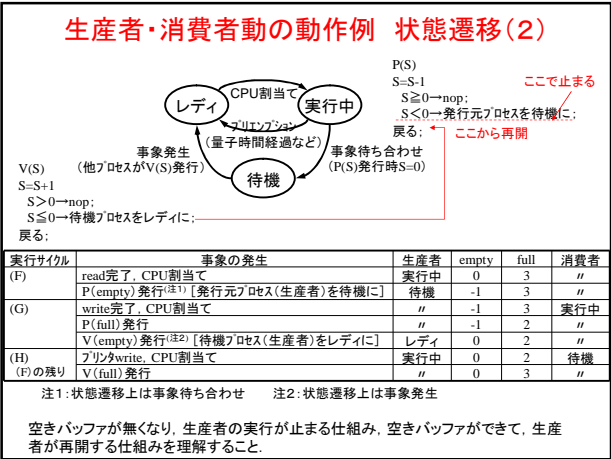 生産者・消費者動の動作例 状態遷移(2)
P(S)
S=S-1
S≧0→nop;
S<0→発行元プロセスを待機に;
戻る;
ここで止まる
ここから再開
CPU割当て
レディ
実行中
プリエンプション
(量子時間経過など)
事象発生
(他プロセスがV(S)発行)
待機
事象待ち合わせ
(P(S)発行時S=0)
V(S)
S=S+1
S>0→nop;
S≦0→待機プロセスをレディに;
戻る;
実行サイクル 事象の発生 生産者 empty full 消費者
(F) read完了, CPU割当て 実行中 0 3 〃
P(empty)発行(注1) [発行元プロセス(生産者)を待機に] 待機 -1 3 〃
(G) write完了, CPU割当て 〃 -1 3 実行中
P(full)発行 〃 -1 2 〃
V(empty)発行(注2) [待機プロセス(生産者)をレディに] レディ 0 2 〃
(H) プリンタwrite, CPU割当て 実行中 0 2 待機
(F)の残り V(full)発行 〃 0 3 〃
注1:状態遷移上は事象待ち合わせ 注2:状態遷移上は事象発生
空きバッファが無くなり, 生産者の実行が止まる仕組み, 空きバッファができて, 生産
者が再開する仕組みを理解すること.